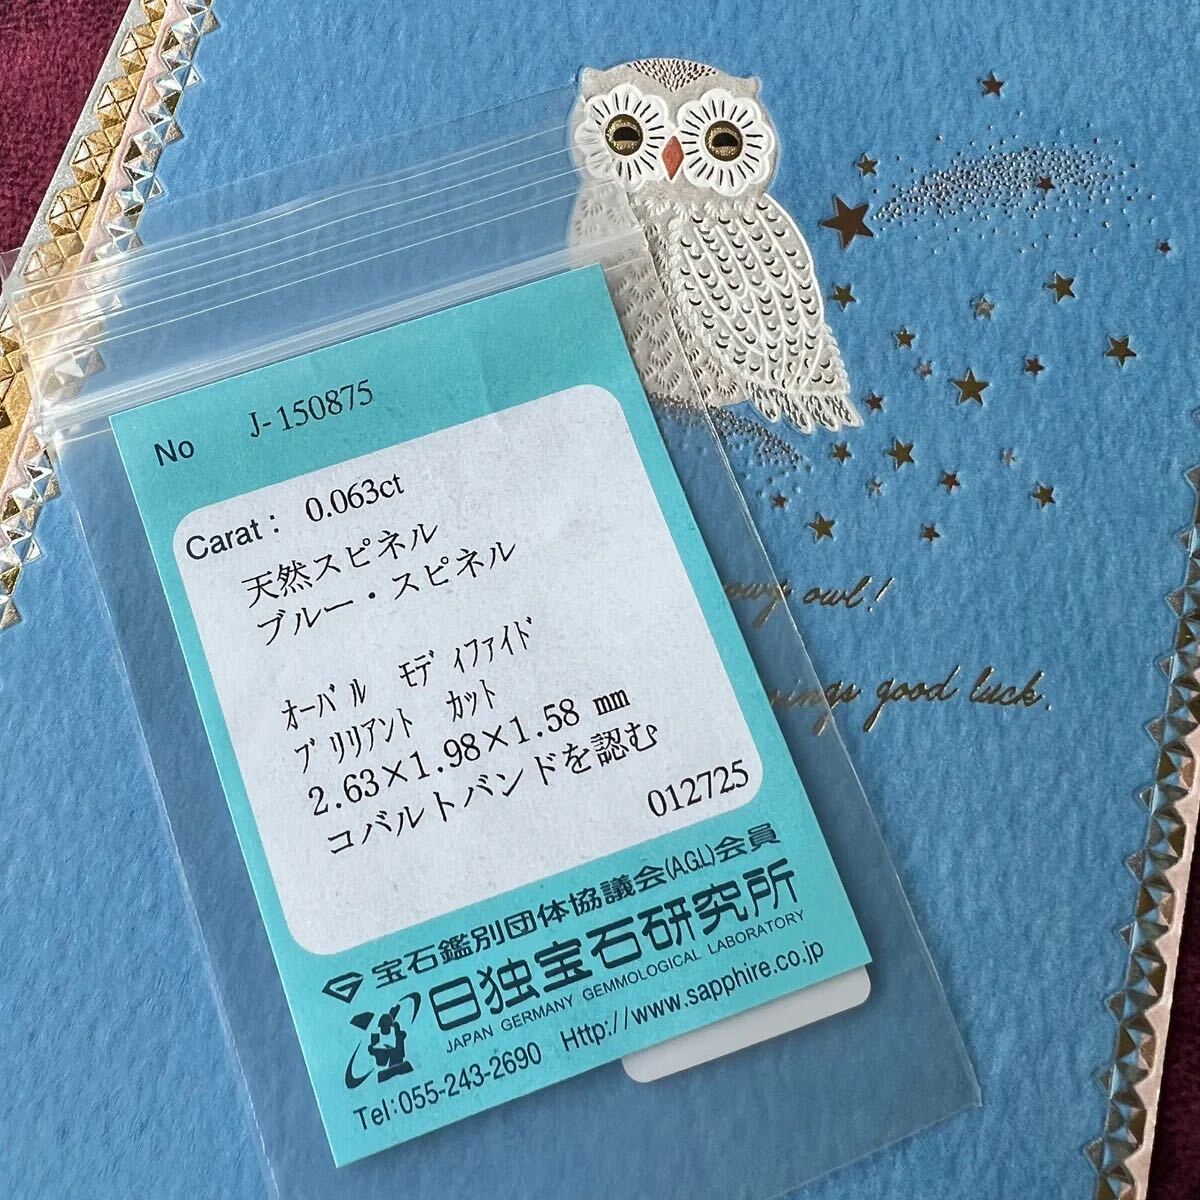 No J-150875
Carat: 0.063ct
天然スピネル
ブルー・スピネル
ｵｰﾊﾞﾙ ﾓﾃﾞｨﾌｧｲﾄﾞ
ﾌﾞﾘﾘｱﾝﾄ ｶｯﾄ
2.63×1.98×1.58 mm
コバルトバンドを認む
012725
宝石鑑別団体協議会(AGL)会員
日独宝石研究所
JAPAN GERMANY GEMMOLOGICAL LABORATORY
Tel:055-243-2690 Http://www.sapphire.co.jp
owl!
good luck.